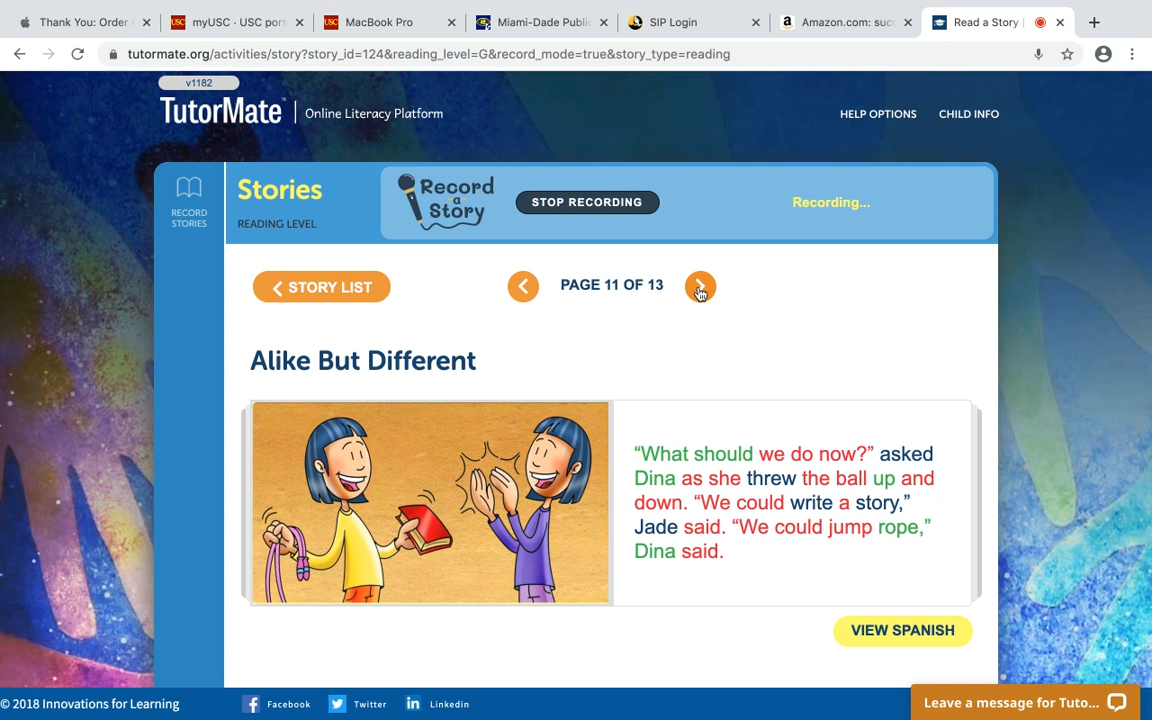 Thank You: Order
myUSC · USC port
MacBook Pro
Miami-Dade Public
SIP Login
Amazon.com: succ
Read a Story |
tutormate.org/activities/story?story_id=124&reading_level=G&record_mode=true&story_type=reading
v1182
TutorMate
Online Literacy Platform
HELP OPTIONS
CHILD INFO
RECORD
STORIES
Stories
READING LEVEL
Record
a
Story
STOP RECORDING
Recording...
STORY LIST
PAGE 11 OF 13
Alike But Different
“What should we do now?” asked
Dina as she threw the ball up and
down. “We could write a story,”
Jade said. “We could jump rope,”
Dina said.
VIEW SPANISH
© 2018 Innovations for Learning
Facebook
Twitter
Linkedin
Leave a message for Tuto...